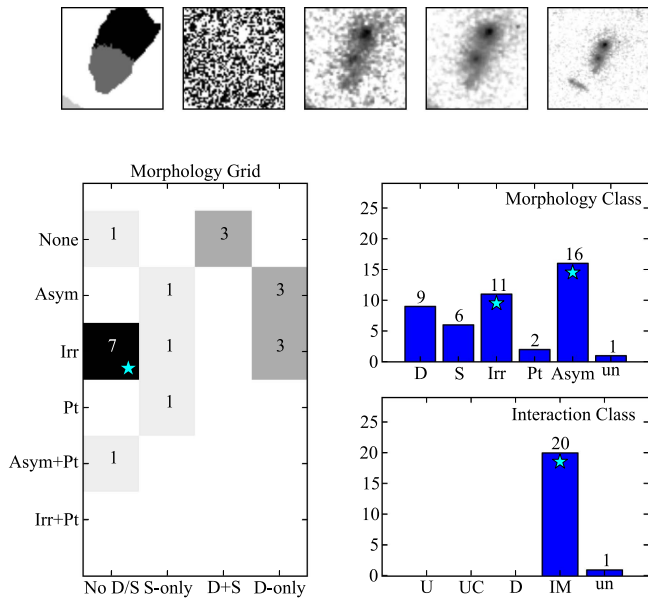 Morphology Grid
None
Asym
Irr
Pt
Asym+Pt
Irr+Pt
1
3
1
3
7
1
3
1
1
No D/S
S-only
D+S
D-only
Morphology Class
25
20
15
10
5
0
9
6
11
2
16
1
D
S
Irr
Pt
Asym
un
Interaction Class
25
20
15
10
5
0
20
1
U
UC
D
IM
un